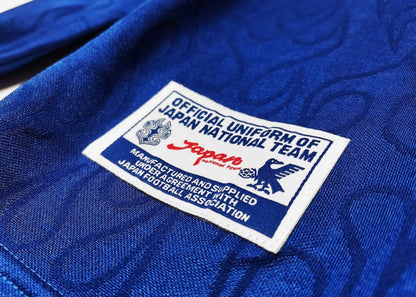 OFFICIAL UNIFORM OF
JAPAN NATIONAL TEAM
Japan
MANUFACTURED AND SUPPLIED
UNDER AGREEMENT WITH
JAPAN FOOTBALL ASSOCIATION